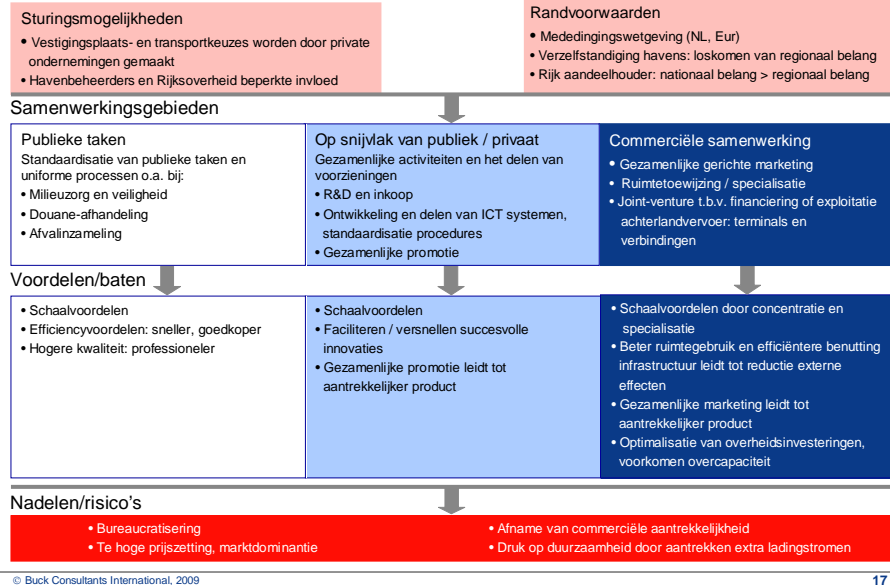 Sturingsmogelijkheden
• Vestigingsplaats- en transportkeuzes worden door private
ondernemingen gemaakt
• Havenbeheerders en Rijksoverheid beperkte invloed
Randvoorwaarden
• Mededingingswetgeving (NL, Eur)
• Verzelfstandiging havens: loskomen van regionaal belang
• Rijk aandeelhouder: nationaal belang > regionaal belang
Samenwerkingsgebieden
Publieke taken
Standaardisatie van publieke taken en
uniforme processen o.a. bij:
• Milieuzorg en veiligheid
• Douane-afhandeling
• Afvalinzameling
Op snijvlak van publiek / privaat
Gezamenlijke activiteiten en het delen van
voorzieningen
• R&D en inkoop
• Ontwikkeling en delen van ICT systemen,
standaardisatie procedures
• Gezamenlijke promotie
Commerciële samenwerking
• Gezamenlijke gerichte marketing
• Ruimtetoewijzing / specialisatie
• Joint-venture t.b.v. financiering of exploitatie
achterlandvervoer: terminals en
verbindingen
Voordelen/baten
• Schaalvoordelen
• Efficiencyvoordelen: sneller, goedkoper
• Hogere kwaliteit: professioneler
• Schaalvoordelen
• Faciliteren / versnellen succesvolle
innovaties
• Gezamenlijke promotie leidt tot
aantrekkelijker product
• Schaalvoordelen door concentratie en
specialisatie
• Beter ruimtegebruik en efficiëntere benutting
infrastructuur leidt tot reductie externe
effecten
• Gezamenlijke marketing leidt tot
aantrekkelijker product
• Optimalisatie van overheidsinvesteringen,
voorkomen overcapaciteit
Nadelen/risico's
• Bureaucratisering
• Te hoge prijszetting, marktdominantie
• Afname van commerciële aantrekkelijkheid
• Druk op duurzaamheid door aantrekken extra ladingstromen
© Buck Consultants International, 2009
17